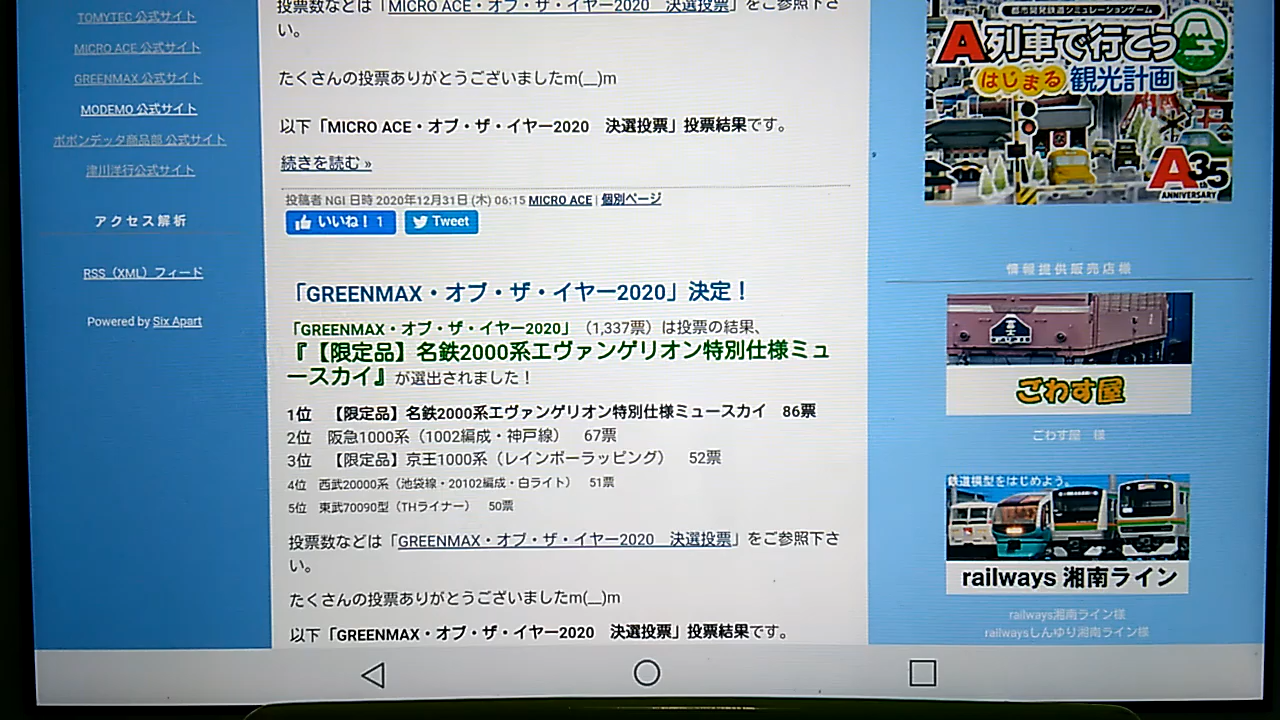 TOMYTEC 公式サイト
MICRO ACE 公式サイト
GREENMAX 公式サイト
MODEMO 公式サイト
ポポンデッタ商品部 公式サイト
津川洋行公式サイト
アクセス解析
RSS（XML）フィード
Powered by Six Apart
投票数などは「MICRO ACE・オブ・ザ・イヤー2020　決選投票」をご参照下さ
い。
たくさんの投票ありがとうございましたm(__)m
以下「MICRO ACE・オブ・ザ・イヤー2020　決選投票」投票結果です。
続きを読む »
投稿者 NGI 日時 2020年12月31日 (木) 06:15 MICRO ACE | 個別ページ
いいね！ 1
Tweet
「GREENMAX・オブ・ザ・イヤー2020」決定！
「GREENMAX・オブ・ザ・イヤー2020」（1,337票）は投票の結果、
『【限定品】名鉄2000系エヴァンゲリオン特別仕様ミュ
ースカイ』が選出されました！
1位　【限定品】名鉄2000系エヴァンゲリオン特別仕様ミュースカイ　86票
2位　阪急1000系（1002編成・神戸線）　67票
3位　【限定品】京王1000系（レインボーラッピング）　52票
4位　西武20000系（池袋線・20102編成・白ライト）　51票
5位　東武70090型（THライナー）　50票
投票数などは「GREENMAX・オブ・ザ・イヤー2020　決選投票」をご参照下さ
い。
たくさんの投票ありがとうございましたm(__)m
以下「GREENMAX・オブ・ザ・イヤー2020　決選投票」投票結果です。
都市開発鉄道シミュレーションゲーム
A列車で行こう
はじまる観光計画
A35th
ANNIVERSARY
情報提供販売店様
富士
ごわす屋
ごわす屋　様
鉄道模型をはじめよう。
railways 湘南ライン
railways湘南ライン様
railwaysしんゆり湘南ライン様